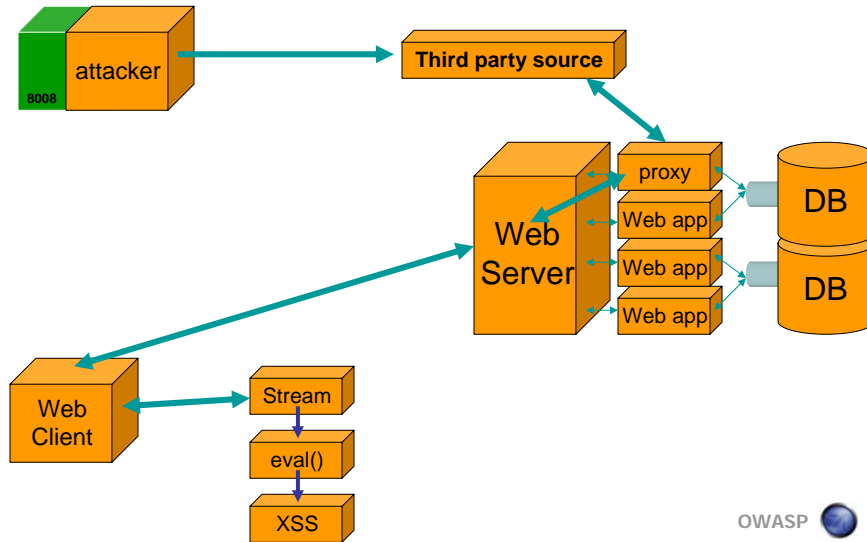 attacker
8008
Third party source
proxy
Web app
Web app
Web app
Web
Server
DB
DB
Web
Client
Stream
eval()
XSS
OWASP